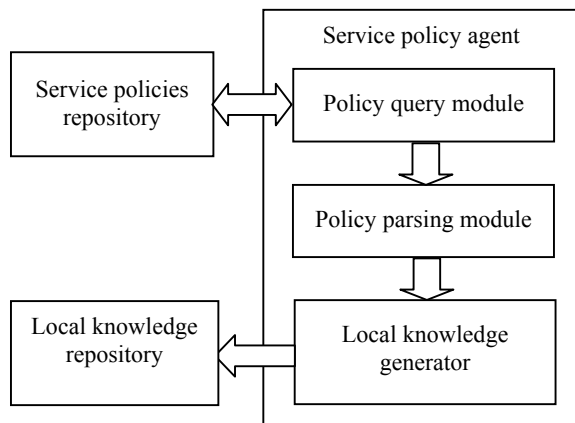 Service policy agent
Service policies
repository
Policy query module
Policy parsing module
Local knowledge
repository
Local knowledge
generator